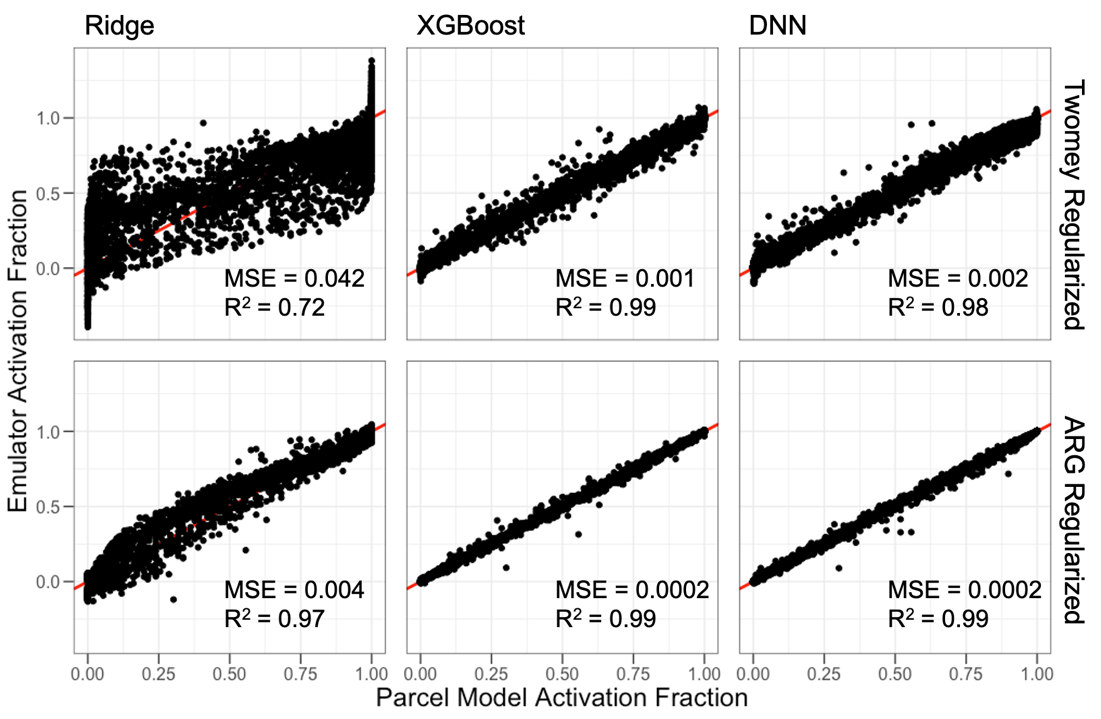 Ridge
XGBoost
DNN
Emulator Activation Fraction
1.0
0.5
0.0
MSE = 0.042
R² = 0.72
MSE = 0.001
R² = 0.99
MSE = 0.002
R² = 0.98
Twomey Regularized
1.0
0.5
0.0
MSE = 0.004
R² = 0.97
MSE = 0.0002
R² = 0.99
MSE = 0.0002
R² = 0.99
ARG Regularized
0.00 0.25 0.50 0.75 1.00
0.00 0.25 0.50 0.75 1.00
0.00 0.25 0.50 0.75 1.00
Parcel Model Activation Fraction